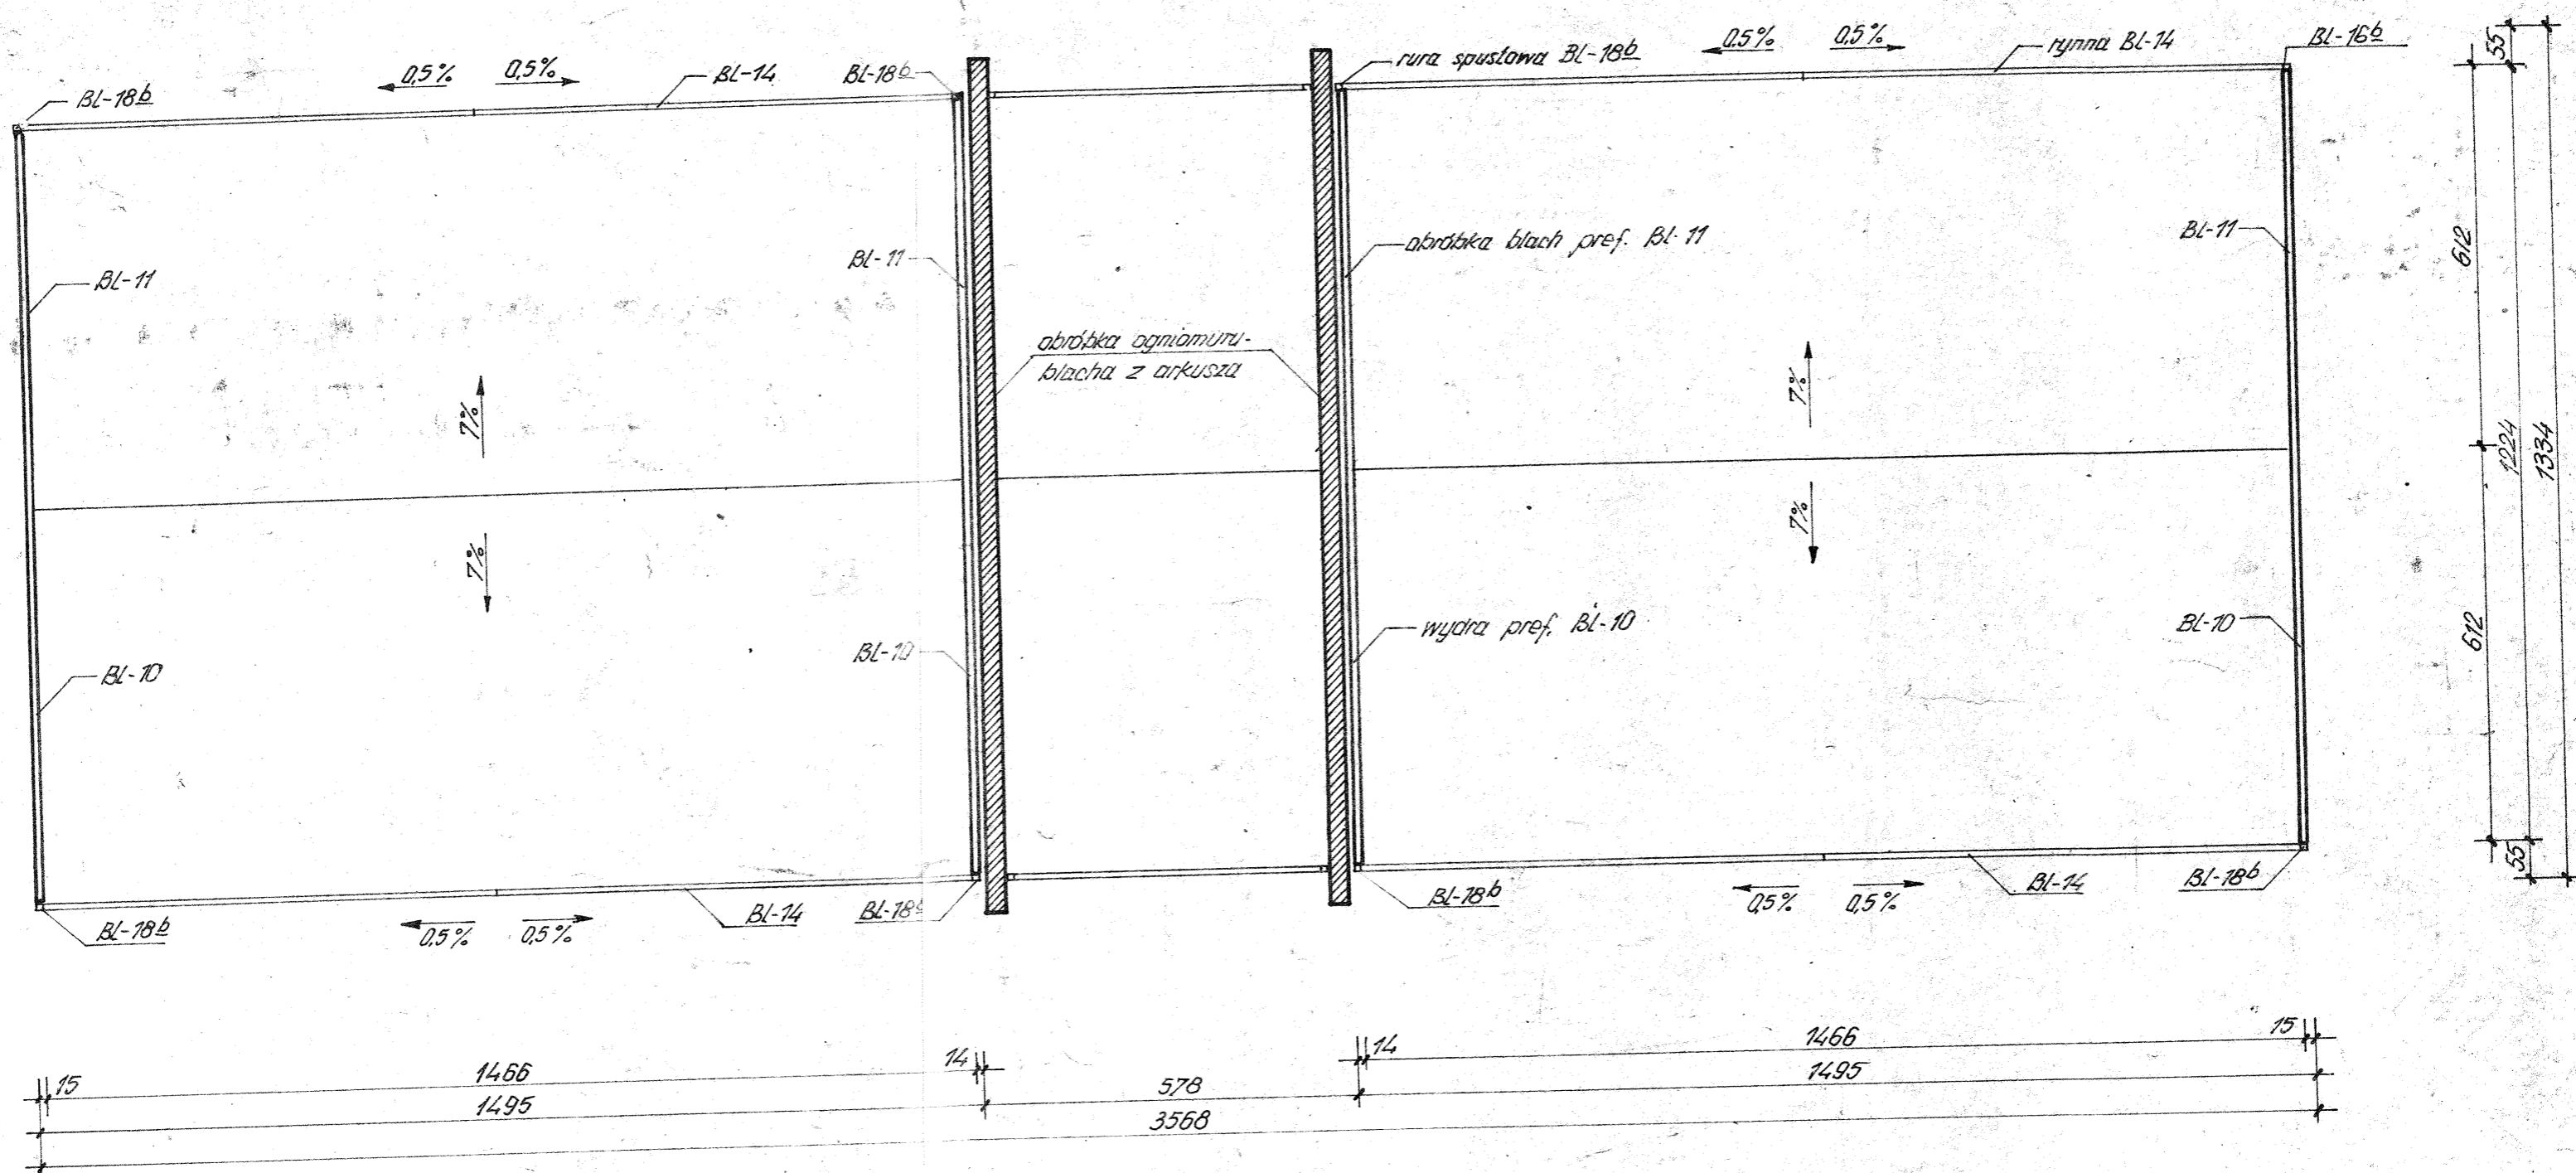 0.5% 0.5%
BL-18b
BL-14
BL-18b
rura spustowa BL-18b
0.5% 0.5%
rynna BL-14
BL-16b
55
BL-11
BL-11
obróbka blach pref. BL-11
BL-11
612
obróbka ogniomuru-
blacha z arkusza
7%
7%
1224
1334
7%
7%
BL-10
BL-10
wydra pref. BL-10
BL-10
612
BL-18b
0.5% 0.5%
BL-14
BL-18b
BL-18b
0.5% 0.5%
BL-14
BL-18b
55
15
1466
14
14
1466
15
1495
578
1495
3568